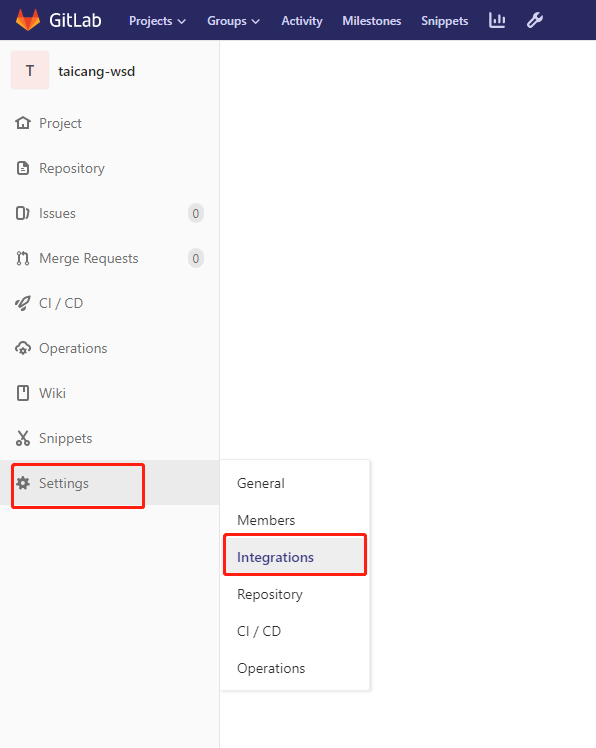 GitLab Projects Groups Activity Milestones Snippets
T taicang-wsd
Project
Repository
Issues 0
Merge Requests 0
CI / CD
Operations
Wiki
Snippets
Settings
General
Members
Integrations
Repository
CI / CD
Operations